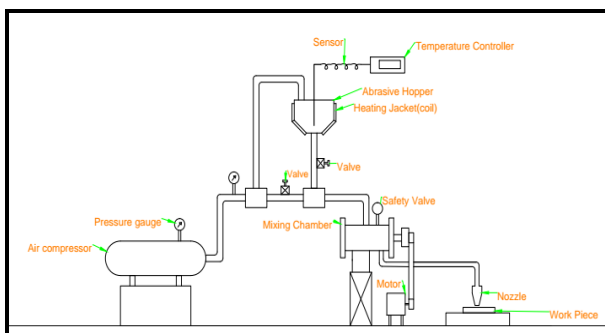 Sensor
Temperature Controller
Abrasive Hopper
Heating Jacket(coil)
Valve
Valve
Pressure gauge
Safety Valve
Mixing Chamber
Air compressor
Motor
Nozzle
Work Piece